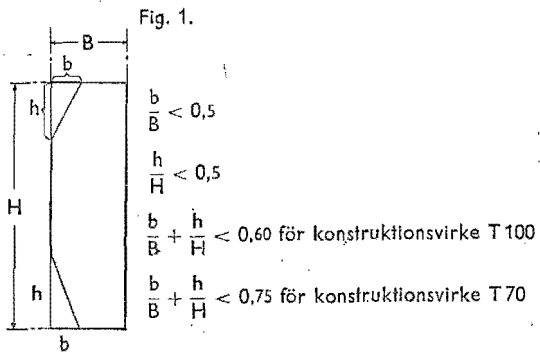 Fig. 1.
B
b
h
H
h
b
b/B < 0,5
h/H < 0,5
b/B + h/H < 0,60 för konstruktionsvirke T 100
b/B + h/H < 0,75 för konstruktionsvirke T 70